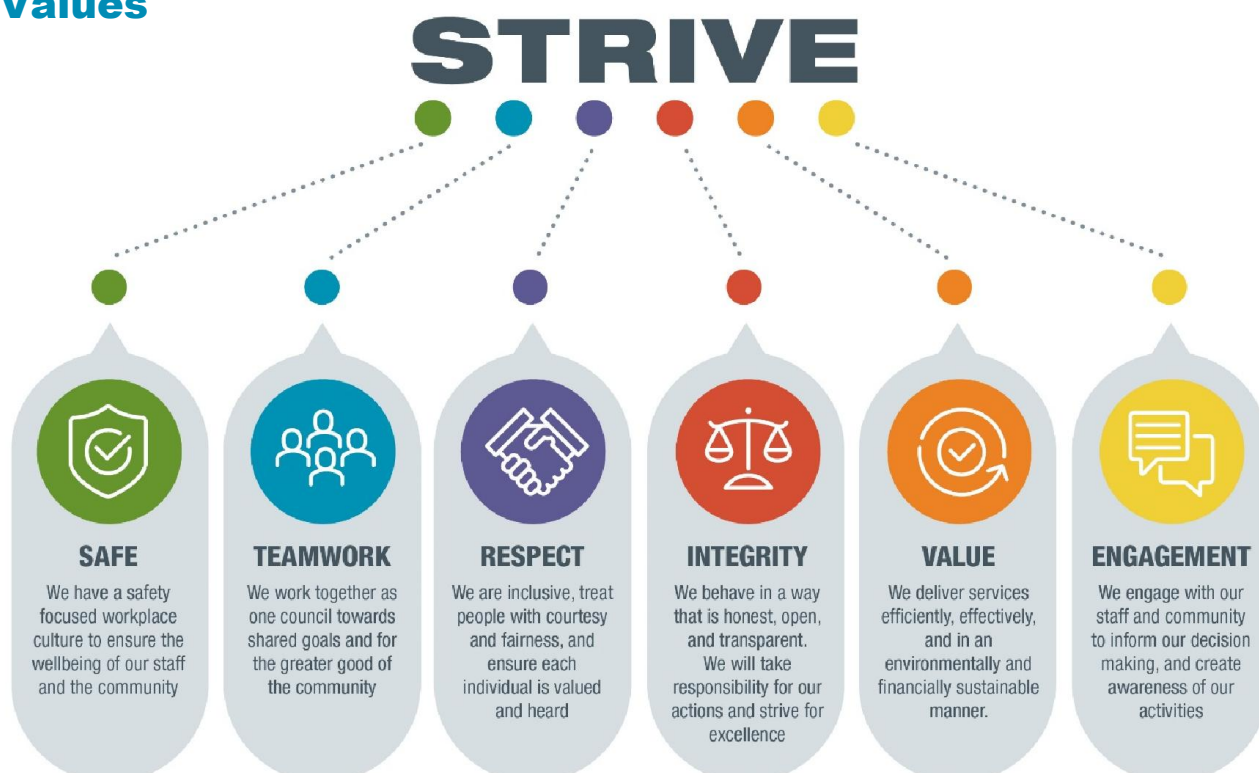 Values
STRIVE
SAFE
We have a safety
focused workplace
culture to ensure the
wellbeing of our staff
and the community
TEAMWORK
We work together as
one council towards
shared goals and for
the greater good of
the community
RESPECT
We are inclusive, treat
people with courtesy
and fairness, and
ensure each
individual is valued
and heard
INTEGRITY
We behave in a way
that is honest, open,
and transparent.
We will take
responsibility for our
actions and strive for
excellence
VALUE
We deliver services
efficiently, effectively,
and in an
environmentally and
financially sustainable
manner.
ENGAGEMENT
We engage with our
staff and community
to inform our decision
making, and create
awareness of our
activities